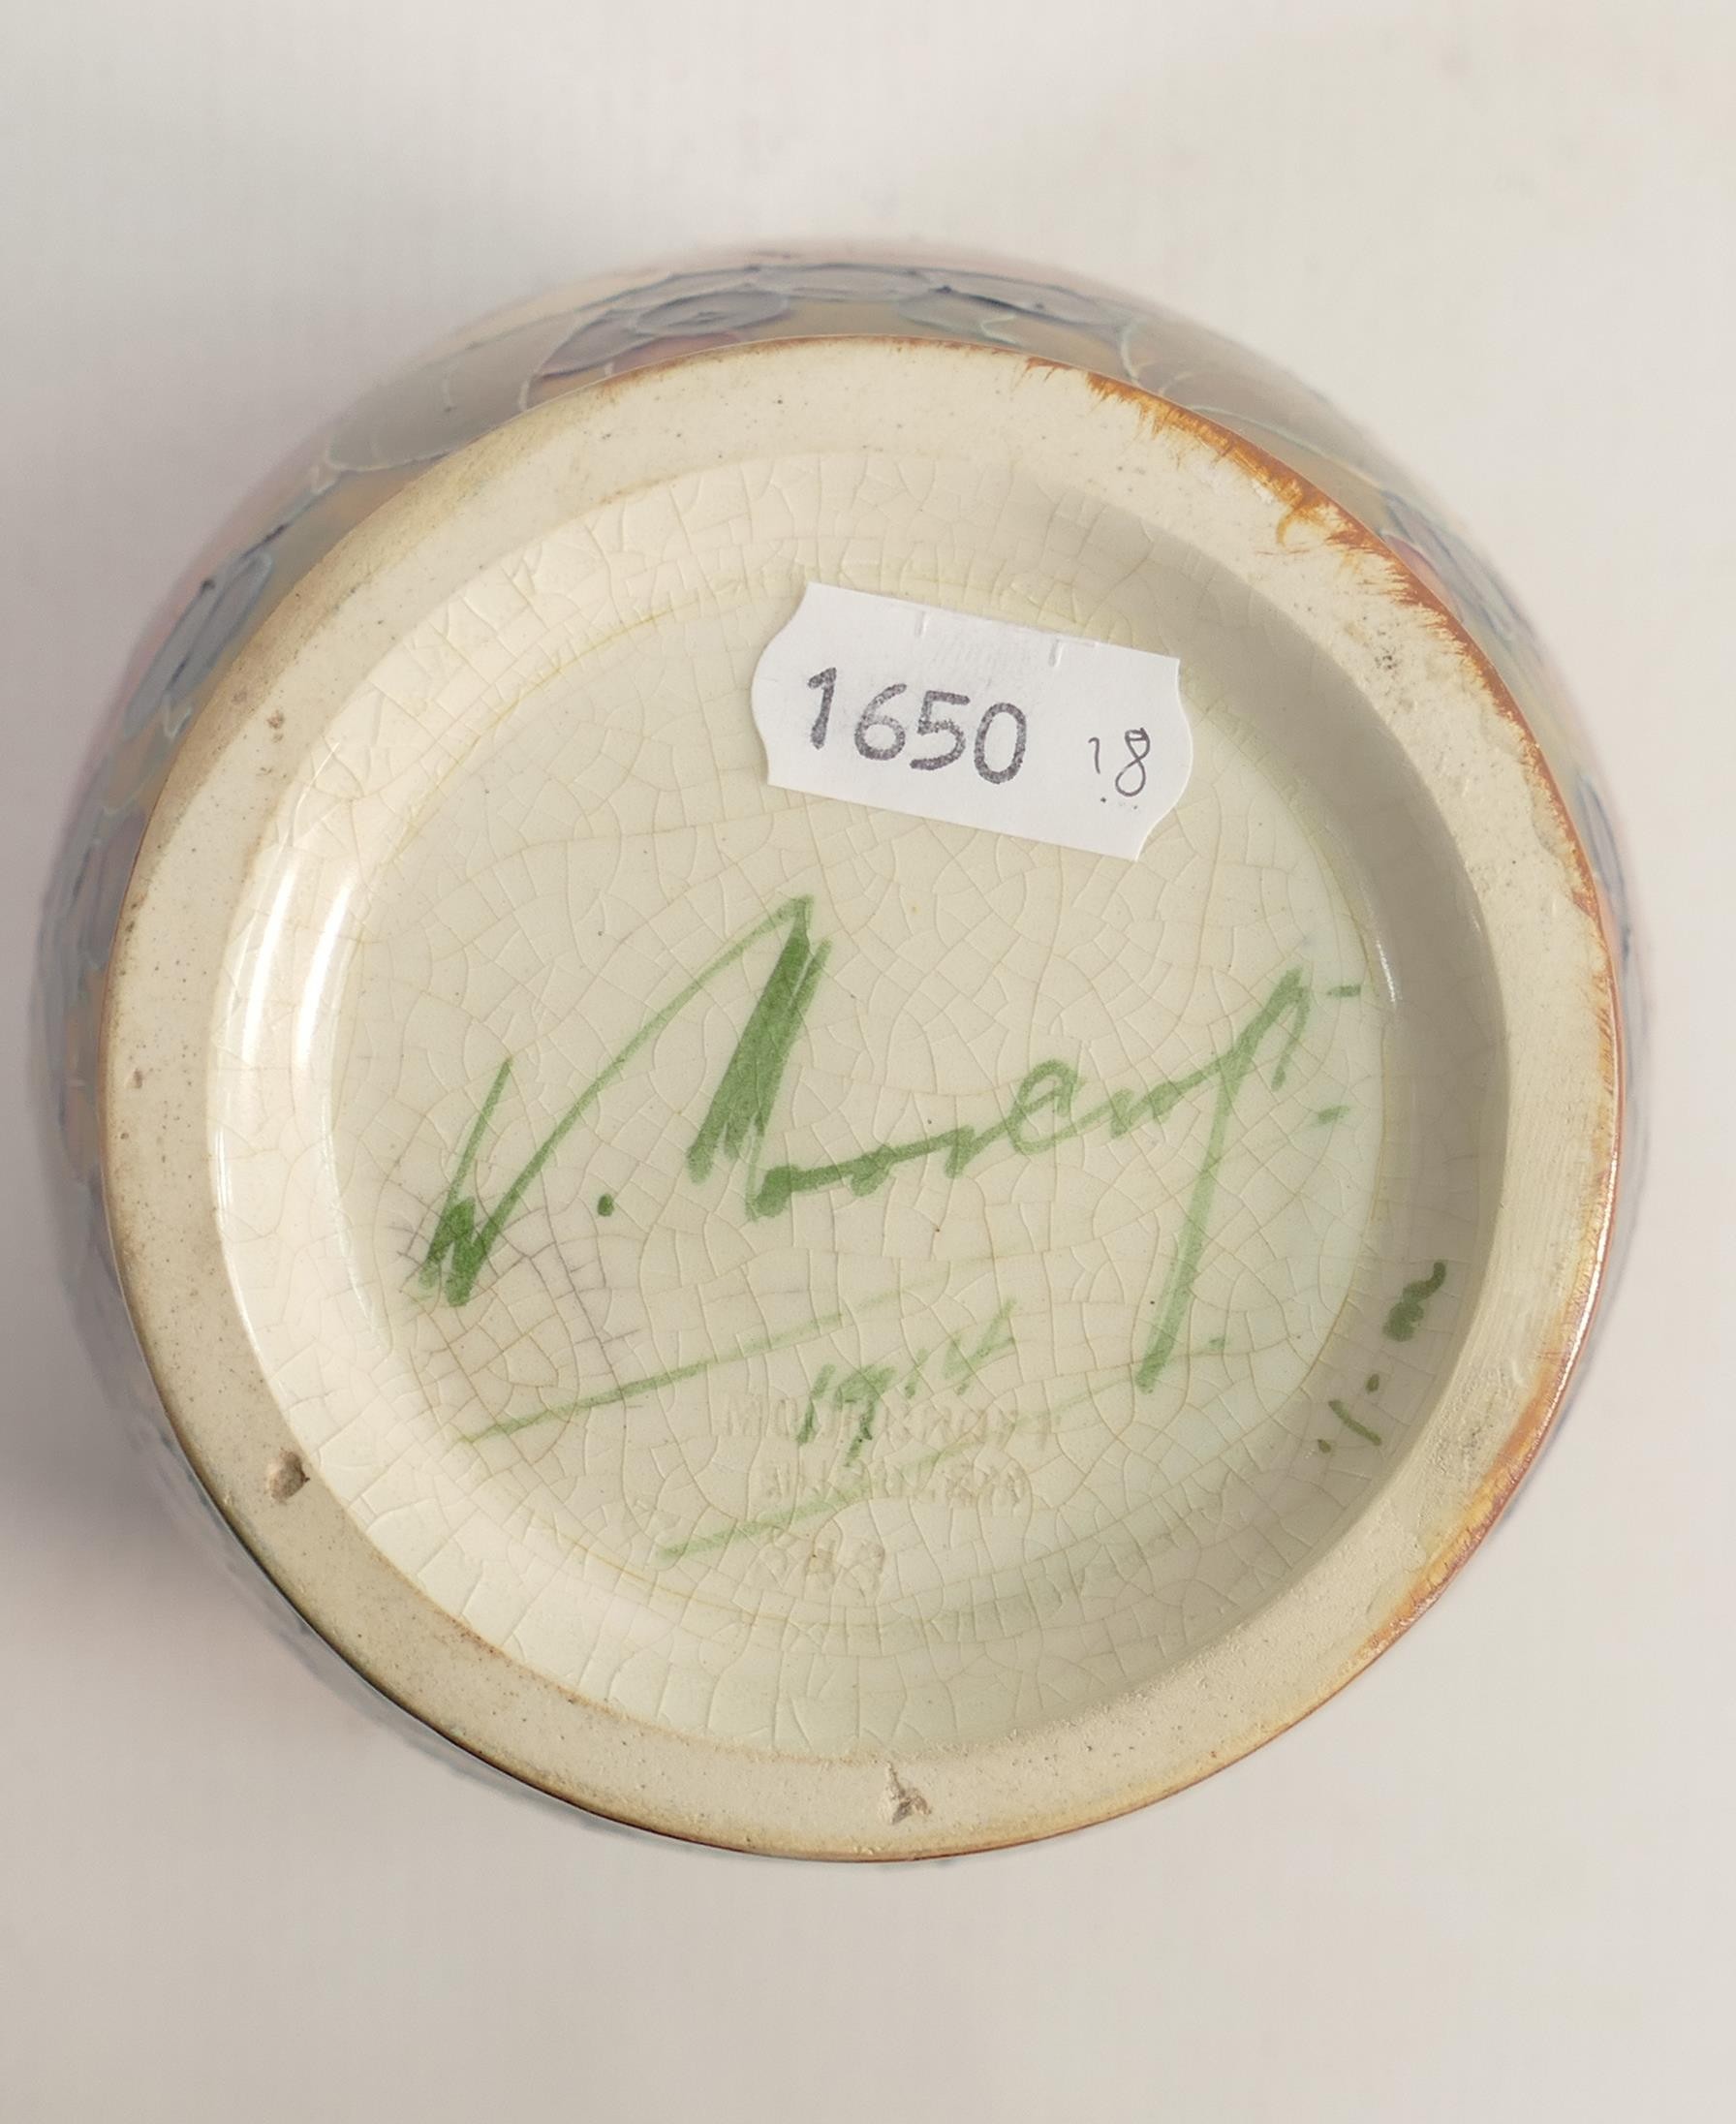 1650 18
W. Moorcroft
1914
MOORCROFT
BURSLEM